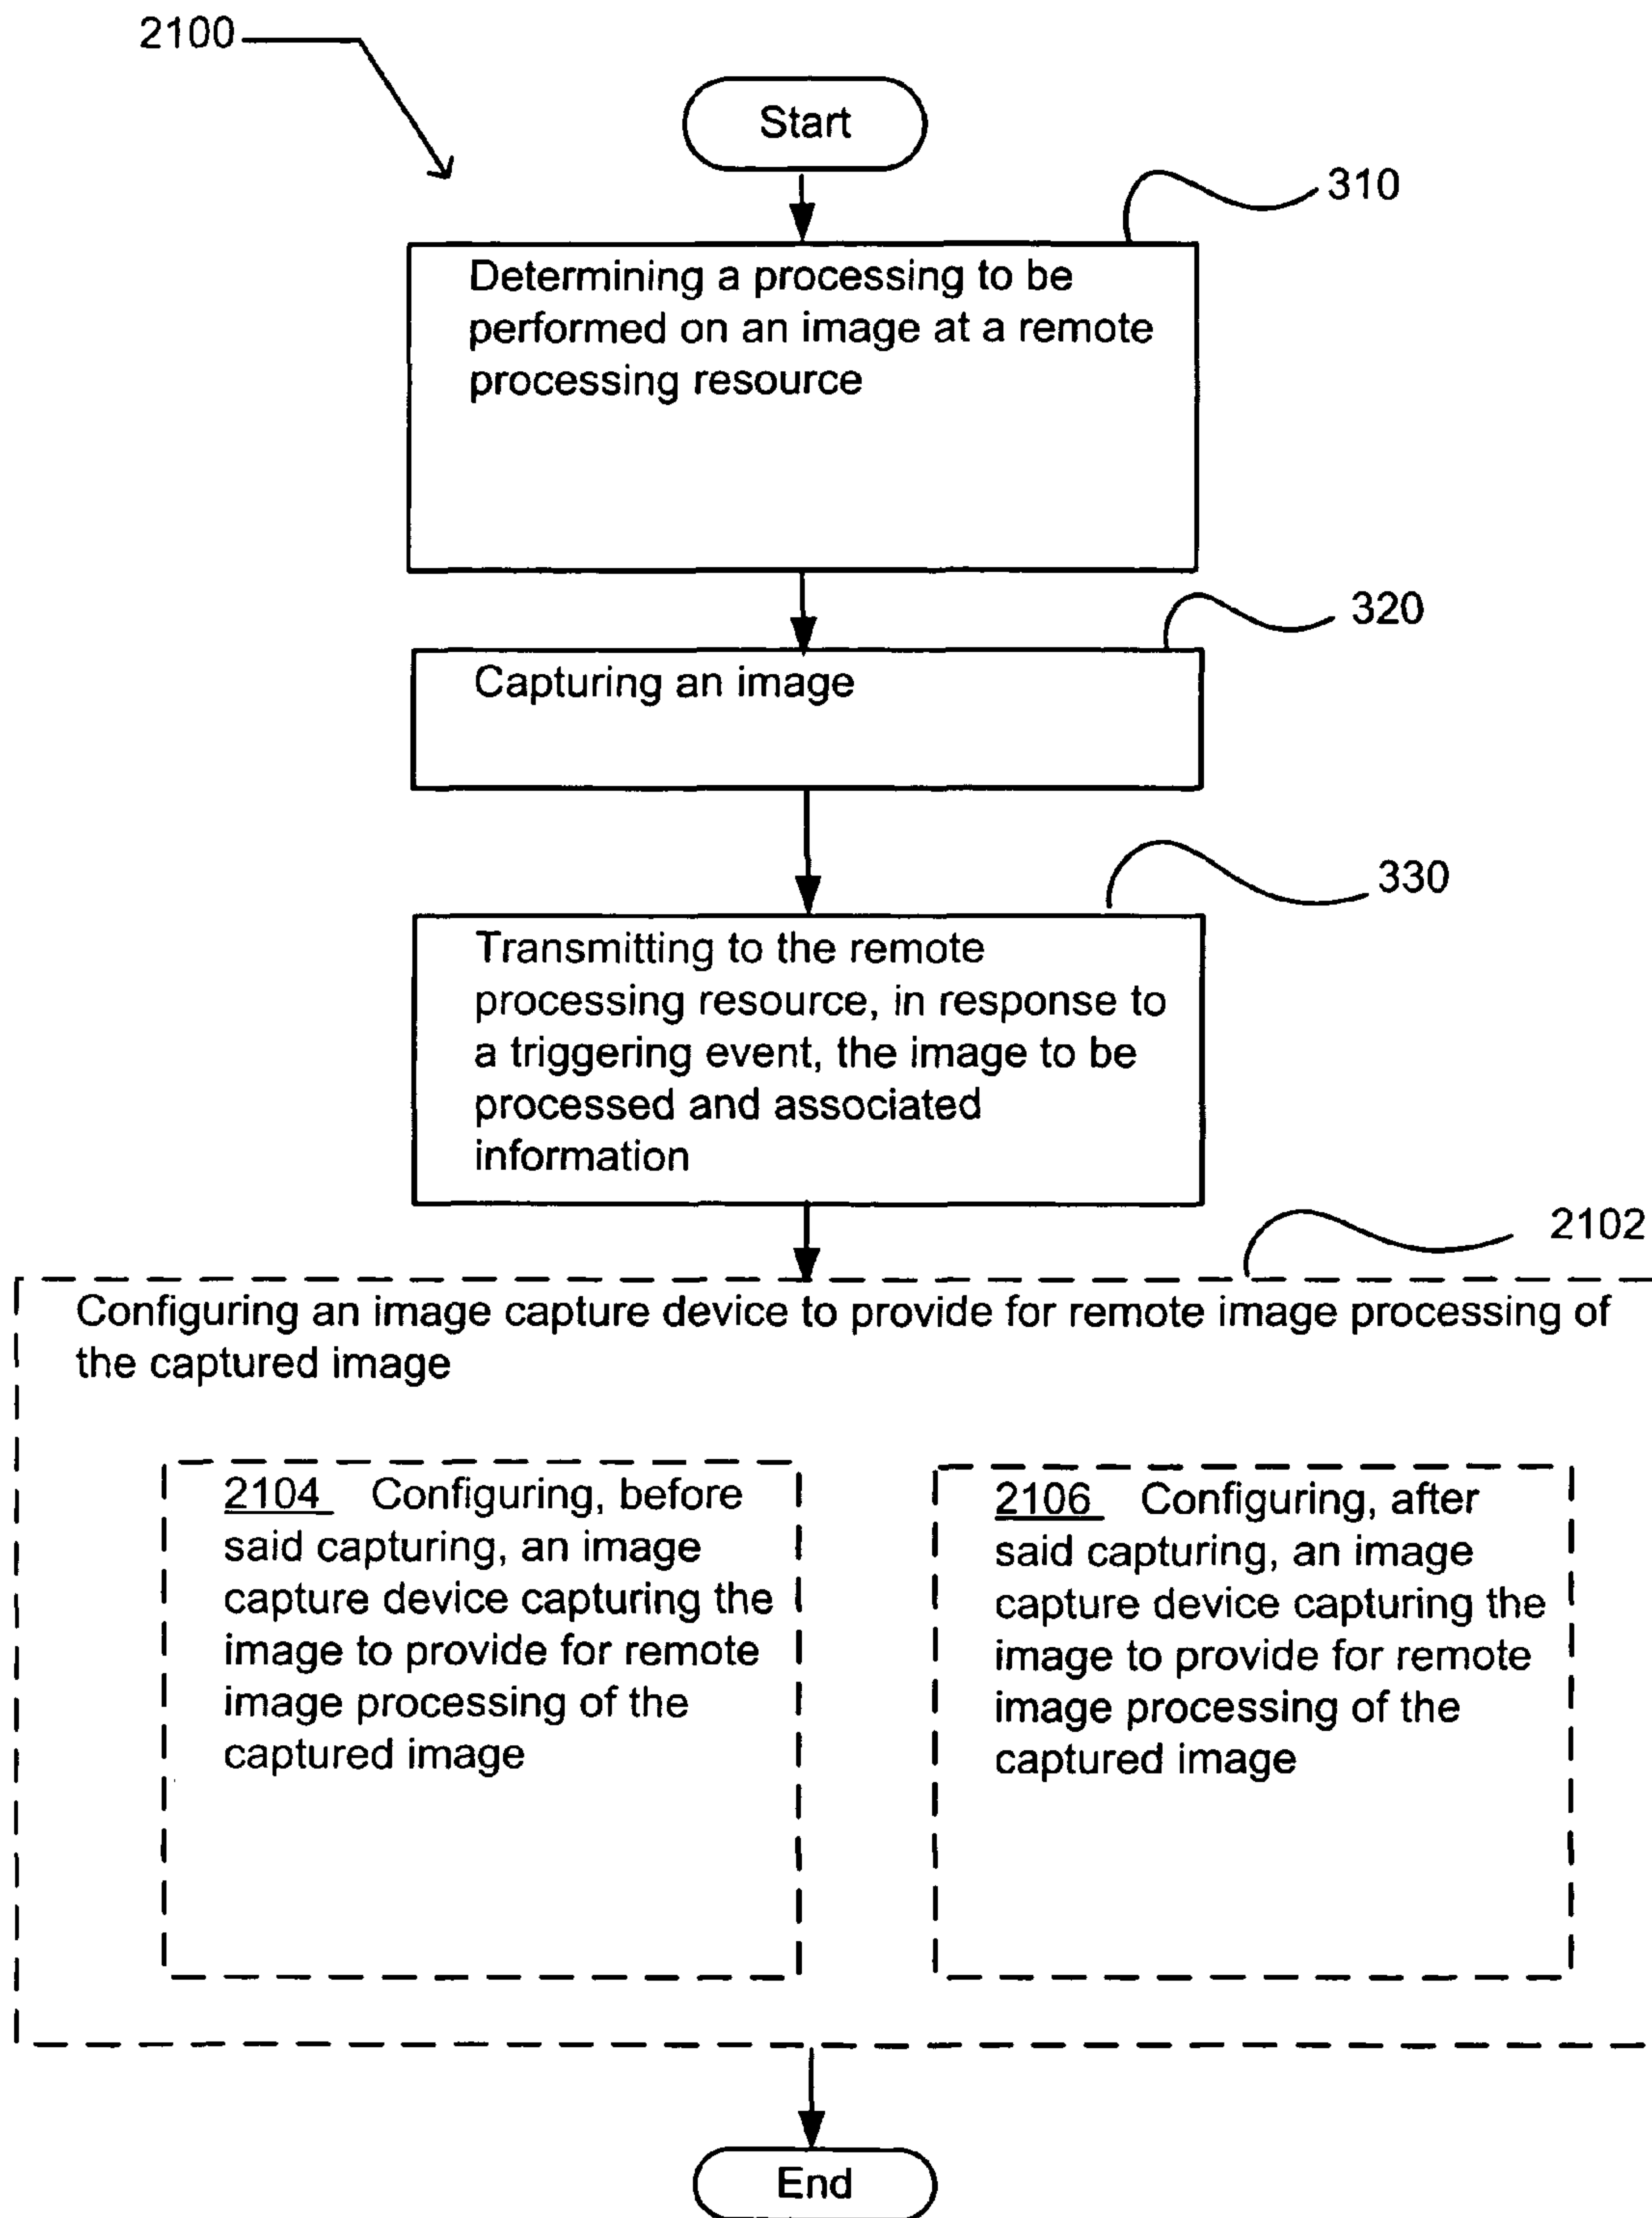 2100
Start
310
Determining a processing to be
performed on an image at a remote
processing resource
320
Capturing an image
330
Transmitting to the remote
processing resource, in response to
a triggering event, the image to be
processed and associated
information
2102
Configuring an image capture device to provide for remote image processing of
the captured image
2104 Configuring, before
said capturing, an image
capture device capturing the
image to provide for remote
image processing of the
captured image
2106 Configuring, after
said capturing, an image
capture device capturing the
image to provide for remote
image processing of the
captured image
End